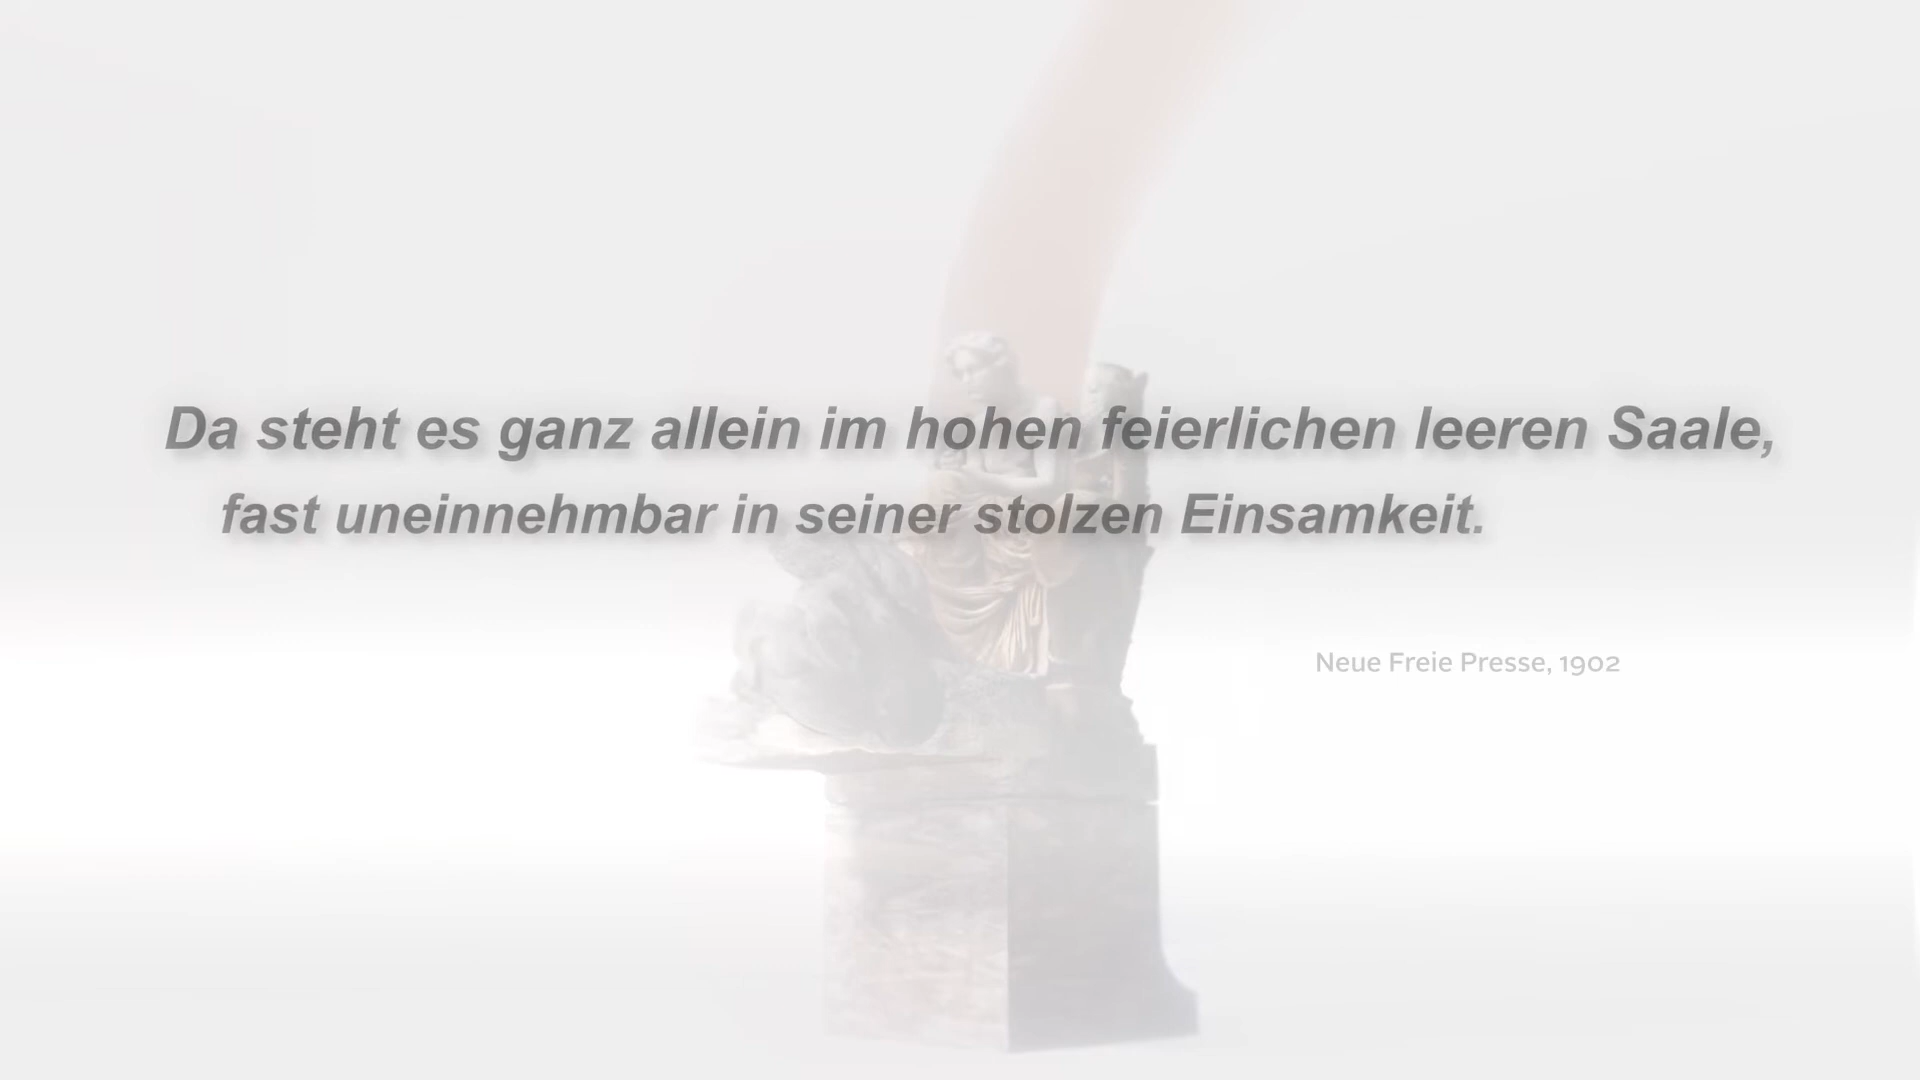 Da steht es ganz allein im hohen feierlichen leeren Saale,
fast uneinnehmbar in seiner stolzen Einsamkeit.
Neue Freie Presse, 1902